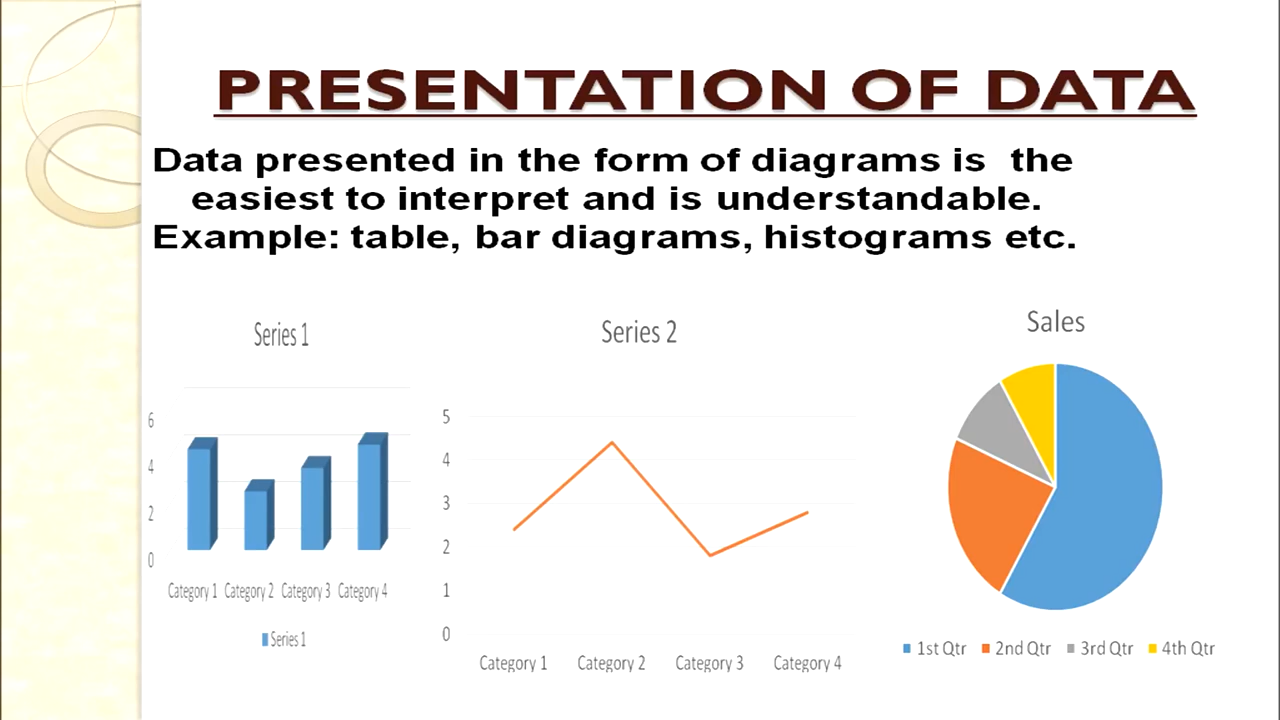 PRESENTATION OF DATA
Data presented in the form of diagrams is the
easiest to interpret and is understandable.
Example: table, bar diagrams, histograms etc.
Series 1
6
4
2
0
Category 1 Category 2 Category 3 Category 4
Series 1
Series 2
5
4
3
2
1
0
Category 1 Category 2 Category 3 Category 4
Sales
1st Qtr 2nd Qtr 3rd Qtr 4th Qtr